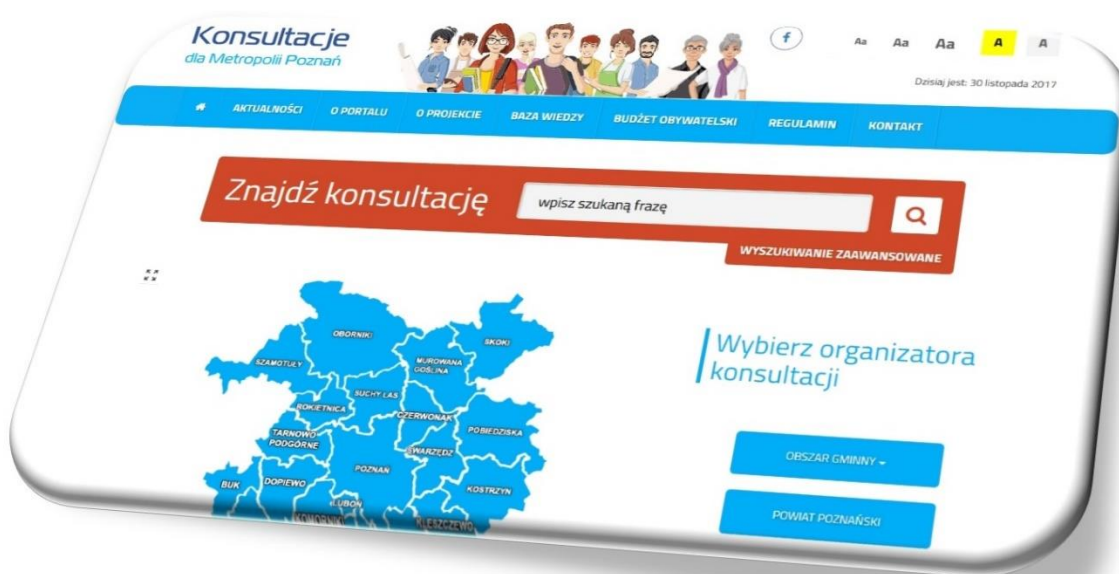 Konsultacje
dla Metropolii Poznań
f
Aa Aa Aa A A
Dzisiaj jest: 30 listopada 2017
AKTUALNOŚCI O PORTALU O PROJEKCIE BAZA WIEDZY BUDŻET OBYWATELSKI REGULAMIN KONTAKT
Znajdź konsultację
wpisz szukaną frazę
WYSZUKIWANIE ZAAWANSOWANE
OBORNIKI
SKOKI
SZAMOTUŁY
MUROWANA
GOŚLINA
SUCHY LAS
ROKIETNICA
CZERWONAK
POBIEDZISKA
TARNOWO
PODGÓRNE
SWARZĘDZ
POZNAŃ
BUK
DOPIEWO
KOSTRZYN
LUBOŃ
KOMORNIKI
KLESZCZEWO
Wybierz organizatora
konsultacji
OBSZAR GMINNY
POWIAT POZNAŃSKI